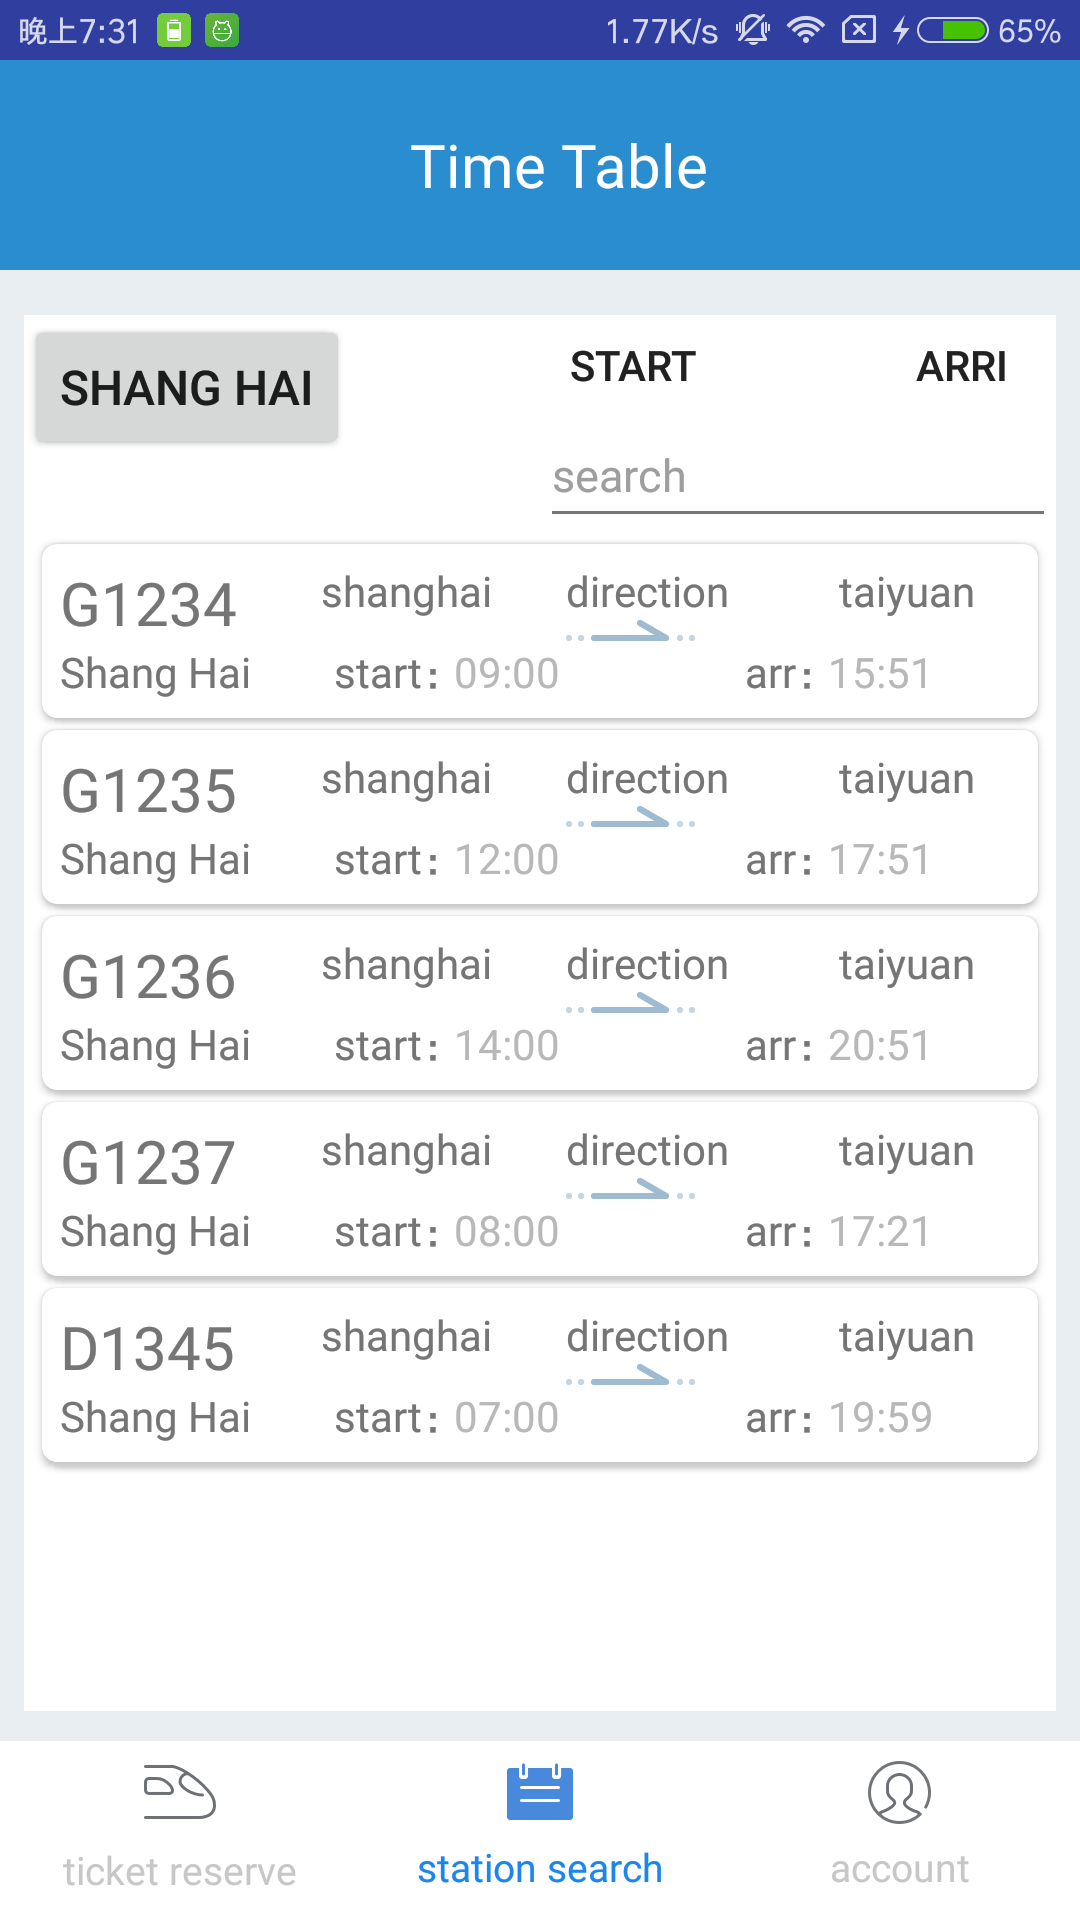 晚上7:31 1.77K/s 65%
Time Table
SHANG HAI START ARRI
search
G1234 shanghai direction taiyuan
Shang Hai start: 09:00 arr: 15:51
G1235 shanghai direction taiyuan
Shang Hai start: 12:00 arr: 17:51
G1236 shanghai direction taiyuan
Shang Hai start: 14:00 arr: 20:51
G1237 shanghai direction taiyuan
Shang Hai start: 08:00 arr: 17:21
D1345 shanghai direction taiyuan
Shang Hai start: 07:00 arr: 19:59
ticket reserve station search account